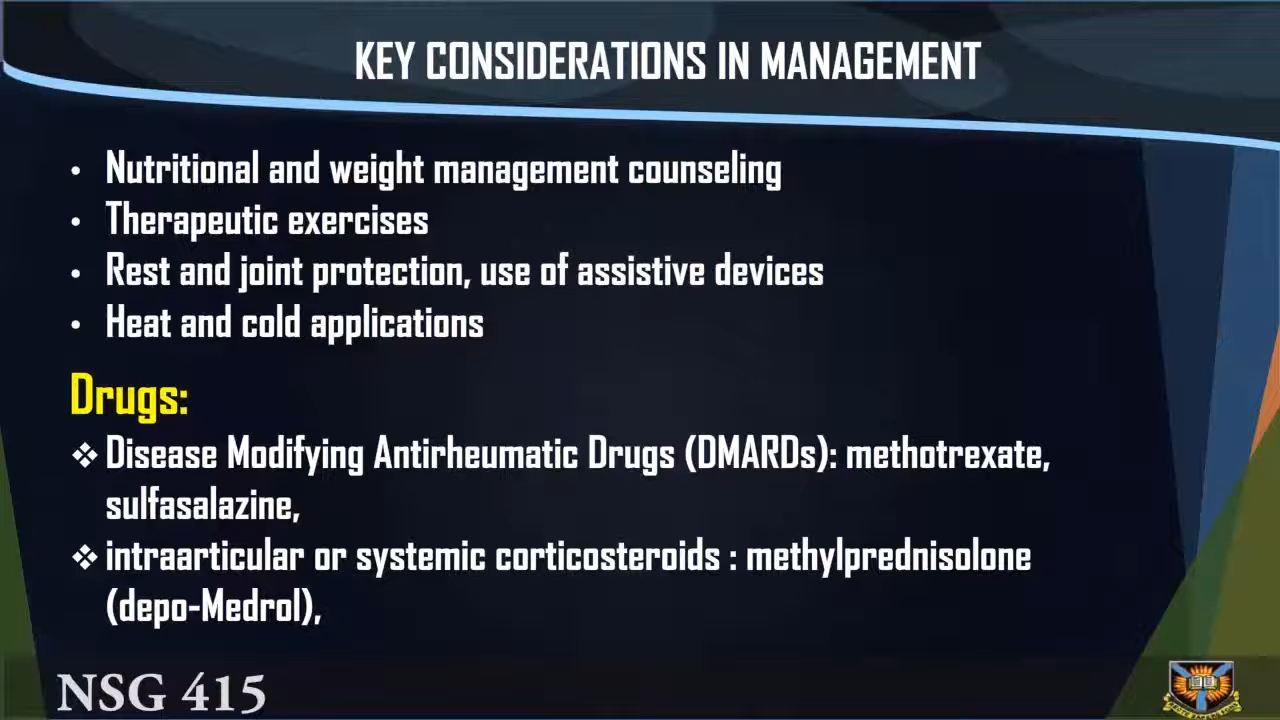 KEY CONSIDERATIONS IN MANAGEMENT
• Nutritional and weight management counseling
• Therapeutic exercises
• Rest and joint protection, use of assistive devices
• Heat and cold applications
Drugs:
❖ Disease Modifying Antirheumatic Drugs (DMARDs): methotrexate,
sulfasalazine,
❖ intraarticular or systemic corticosteroids : methylprednisolone
(depo-Medrol),
NSG 415